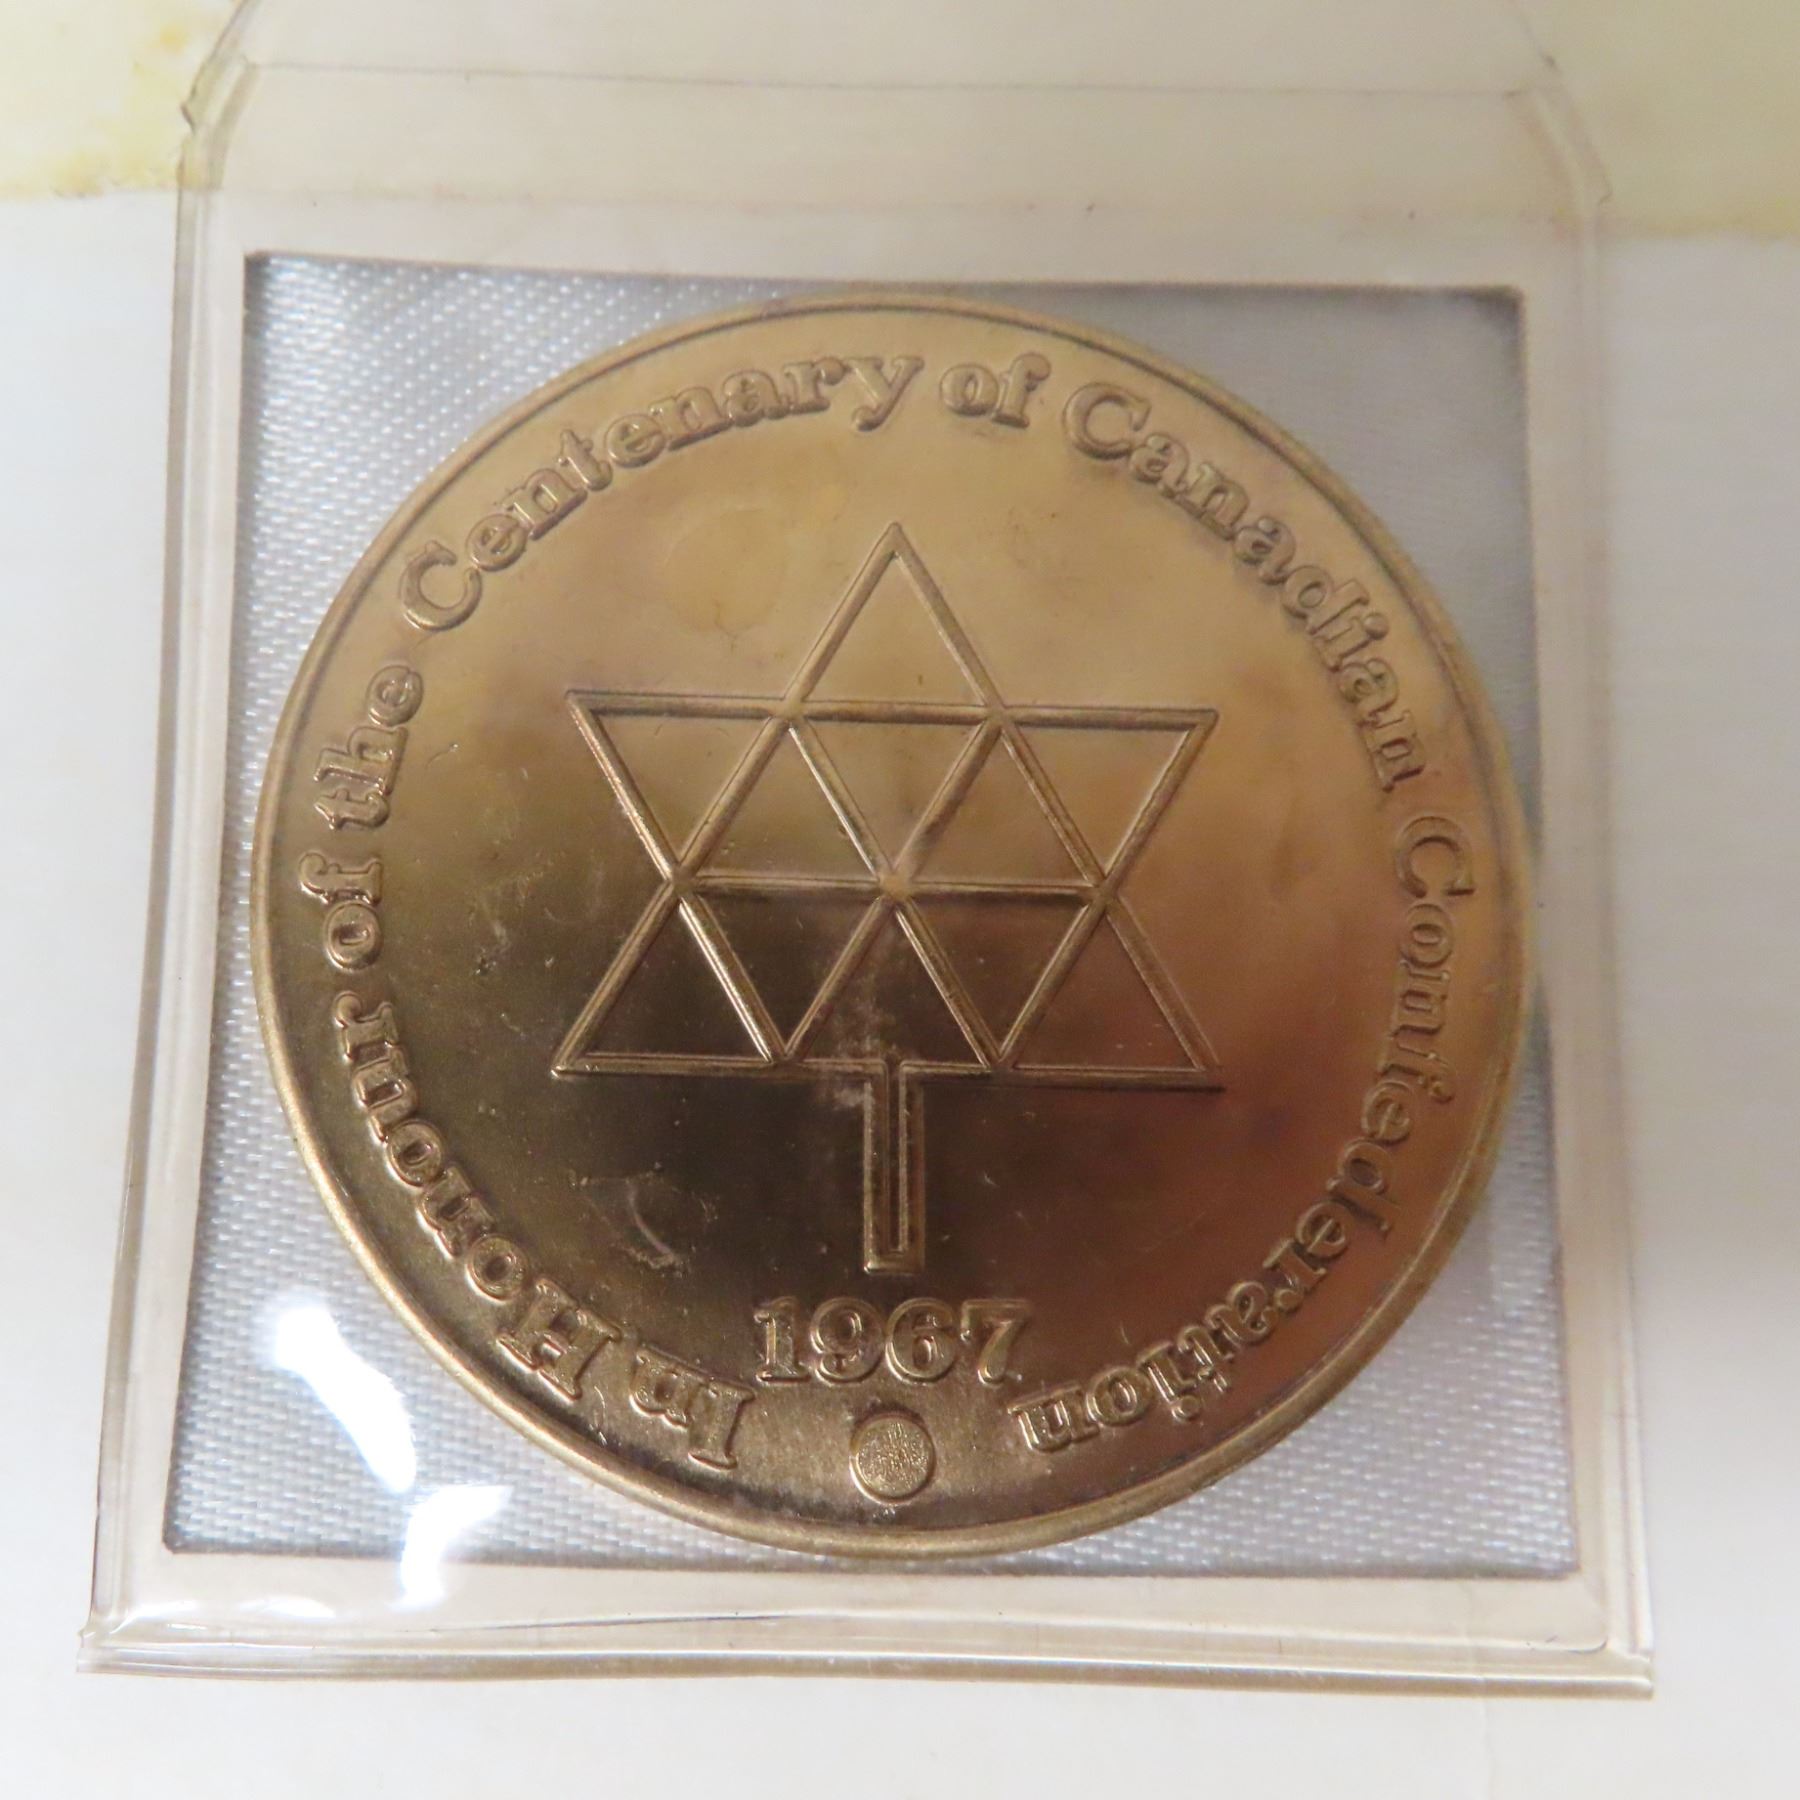 In Honour of the Centenary of Canadian Confederation
1967